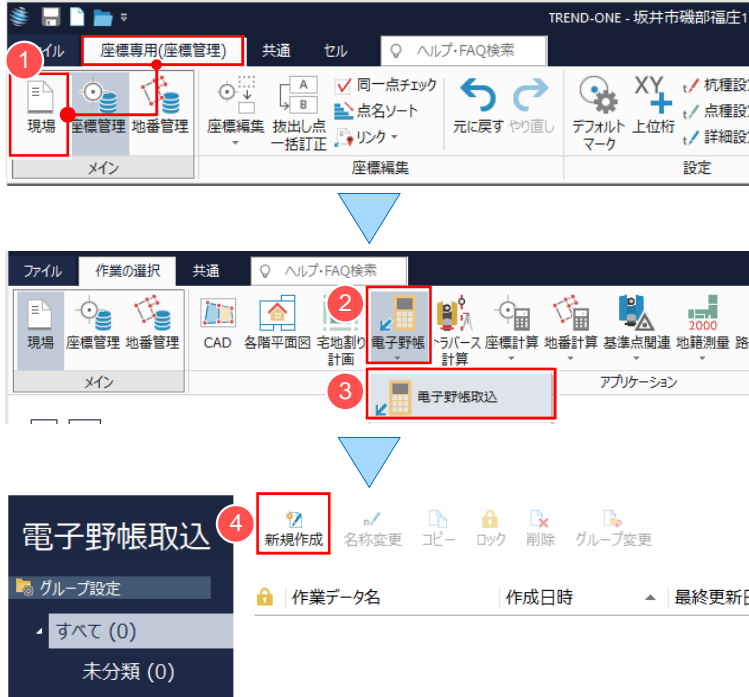 TREND-ONE - 坂井市磯部福庄1
1
イル 座標専用(座標管理) 共通 セル ヘルプ・FAQ検索
現場 座標管理 地番管理
メイン
座標編集 抜出し点 一括訂正
A
B
同一点チェック
点名ソート
リンク
元に戻す やり直し
座標編集
デフォルト マーク 上位桁
XY
杭種設
点種設
詳細設
設定
ファイル 作業の選択 共通 ヘルプ・FAQ検索
2
現場 座標管理 地番管理
メイン
CAD 各階平面図 宅地割り 計画 電子野帳 トラバース 計算 座標計算 地番計算 基準点関連 地籍測量 路
2000
アプリケーション
3
電子野帳取込
電子野帳取込
4
新規作成 名称変更 コピー ロック 削除 グループ変更
グループ設定
作業データ名 作成日時 最終更新日
すべて (0)
未分類 (0)